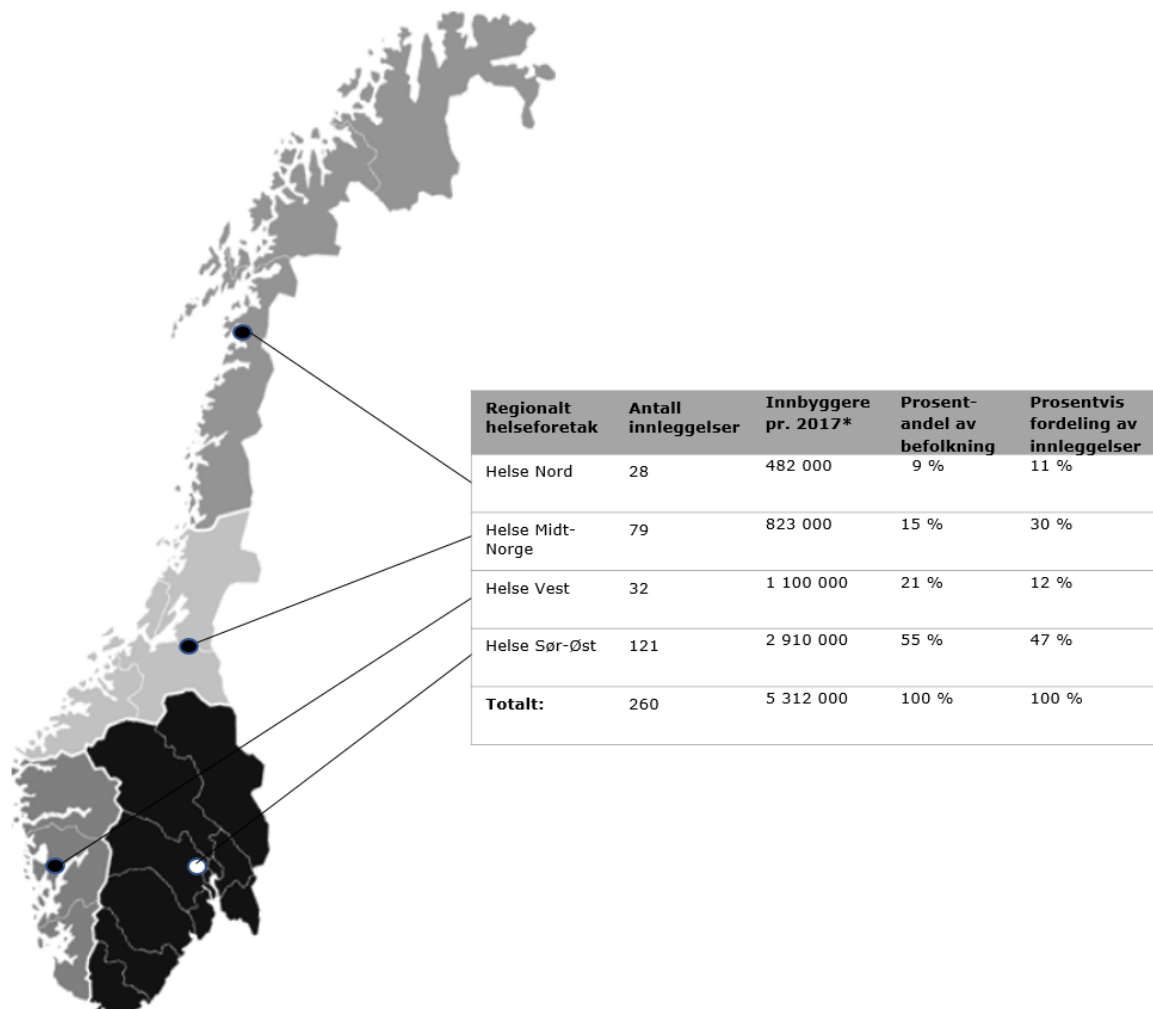 Regionalt helseforetak Antall innleggelser Innbyggere pr. 2017* Prosent-andel av befolkning Prosentvis fordeling av innleggelser
Helse Nord 28 482 000 9 % 11 %
Helse Midt-Norge 79 823 000 15 % 30 %
Helse Vest 32 1 100 000 21 % 12 %
Helse Sør-Øst 121 2 910 000 55 % 47 %
Totalt: 260 5 312 000 100 % 100 %